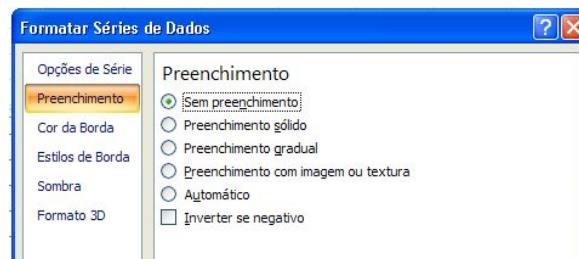 Formatar Séries de Dados
Opções de Série
Preenchimento
Cor da Borda
Estilos de Borda
Sombra
Formato 3D
Preenchimento
Sem preenchimento
Preenchimento sólido
Preenchimento gradual
Preenchimento com imagem ou textura
Automático
Inverter se negativo